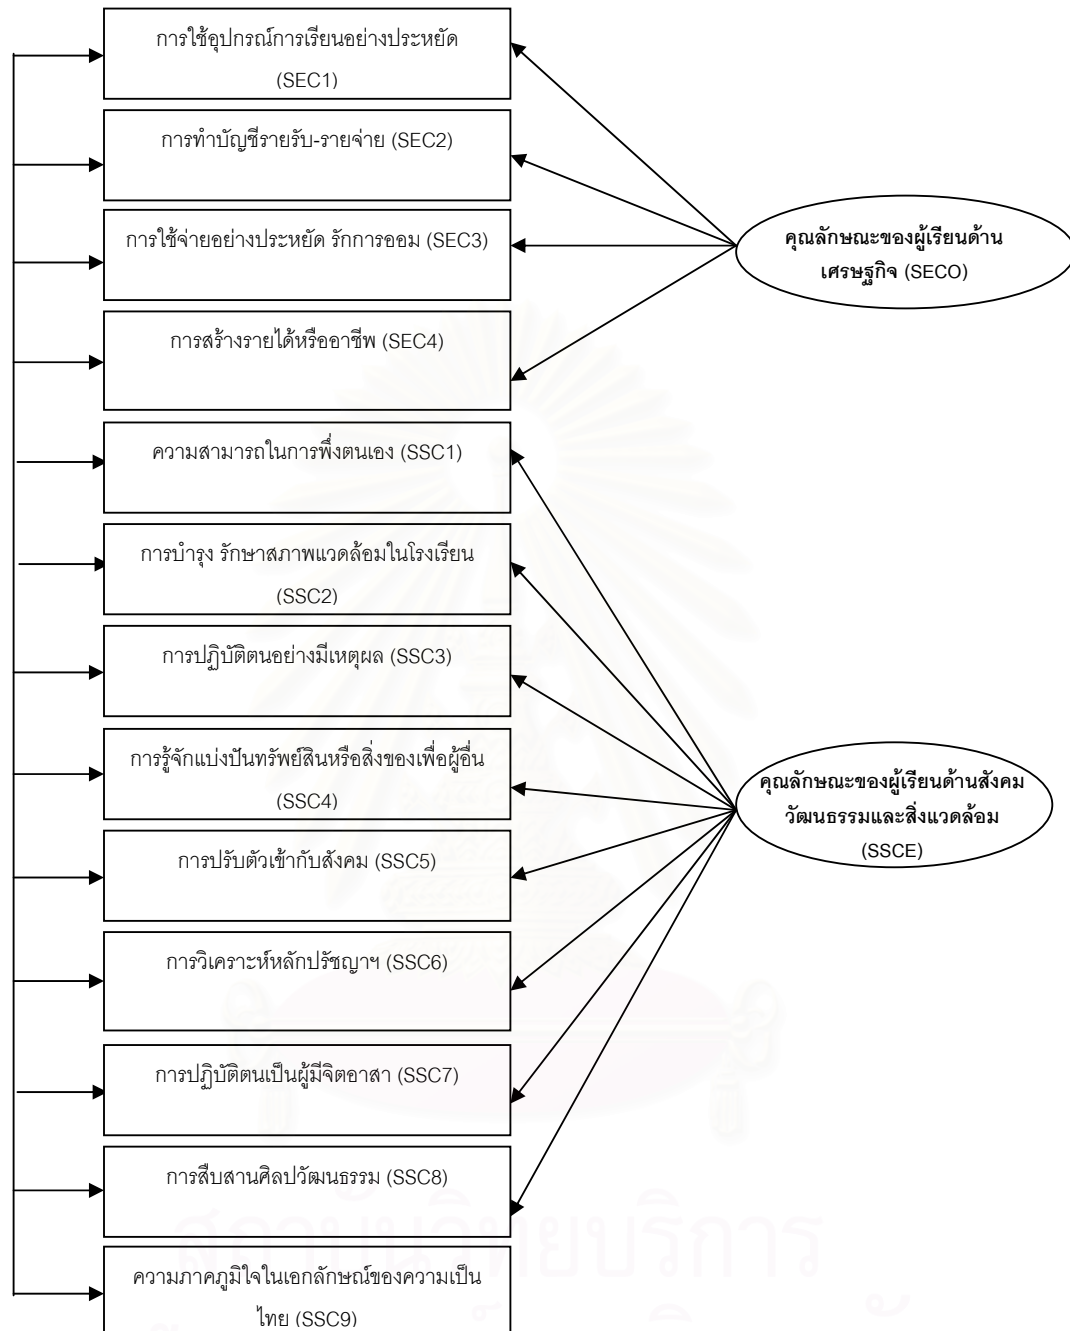 การใช้อุปกรณ์การเรียนอย่างประหยัด
(SEC1)
การทำบัญชีรายรับ-รายจ่าย (SEC2)
การใช้จ่ายอย่างประหยัด รักการออม (SEC3)
คุณลักษณะของผู้เรียนด้าน
เศรษฐกิจ (SECO)
การสร้างรายได้หรืออาชีพ (SEC4)
ความสามารถในการพึ่งตนเอง (SSC1)
การบำรุง รักษาสภาพแวดล้อมในโรงเรียน
(SSC2)
การปฏิบัติตนอย่างมีเหตุผล (SSC3)
การรู้จักแบ่งปันทรัพย์สินหรือสิ่งของเพื่อผู้อื่น
(SSC4)
คุณลักษณะของผู้เรียนด้านสังคม
วัฒนธรรมและสิ่งแวดล้อม
(SSCE)
การปรับตัวเข้ากับสังคม (SSC5)
การวิเคราะห์หลักปรัชญาฯ (SSC6)
การปฏิบัติตนเป็นผู้มีจิตอาสา (SSC7)
การสืบสานศิลปวัฒนธรรม (SSC8)
สถาบันวิทยบริการ
ความภาคภูมิใจในเอกลักษณ์ของความเป็น
ไทย (SSC9)